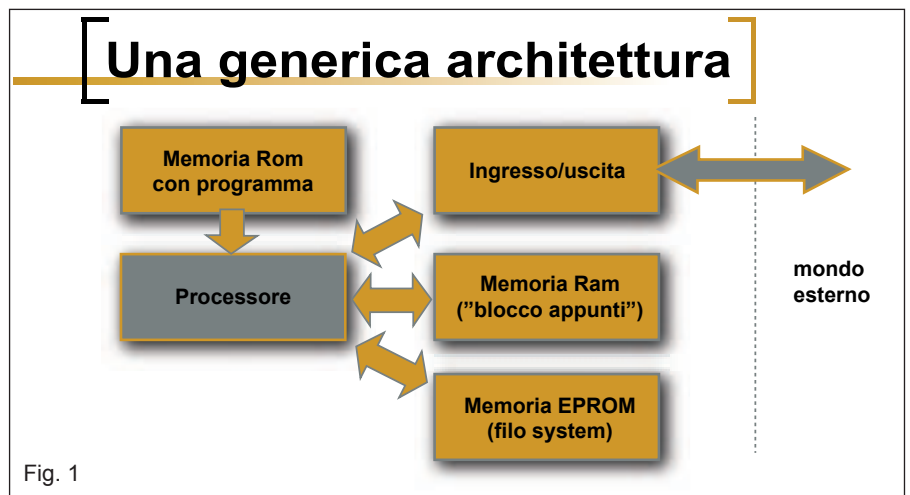 Una generica architettura
Memoria Rom
con programma
Ingresso/uscita
Processore
Memoria Ram
(”blocco appunti”)
mondo
esterno
Memoria EPROM
(filo system)
Fig. 1